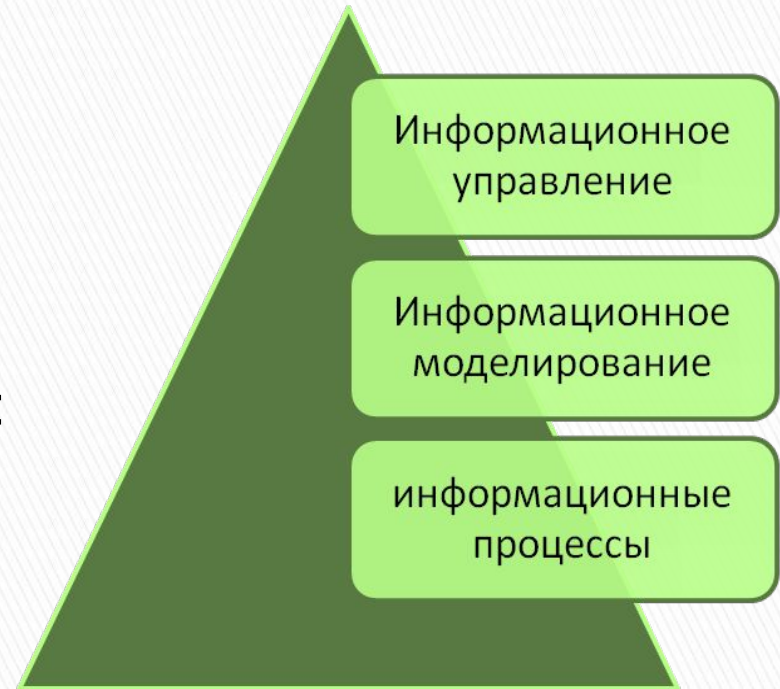 Информационное
управление
Информационное
моделирование
информационные
процессы